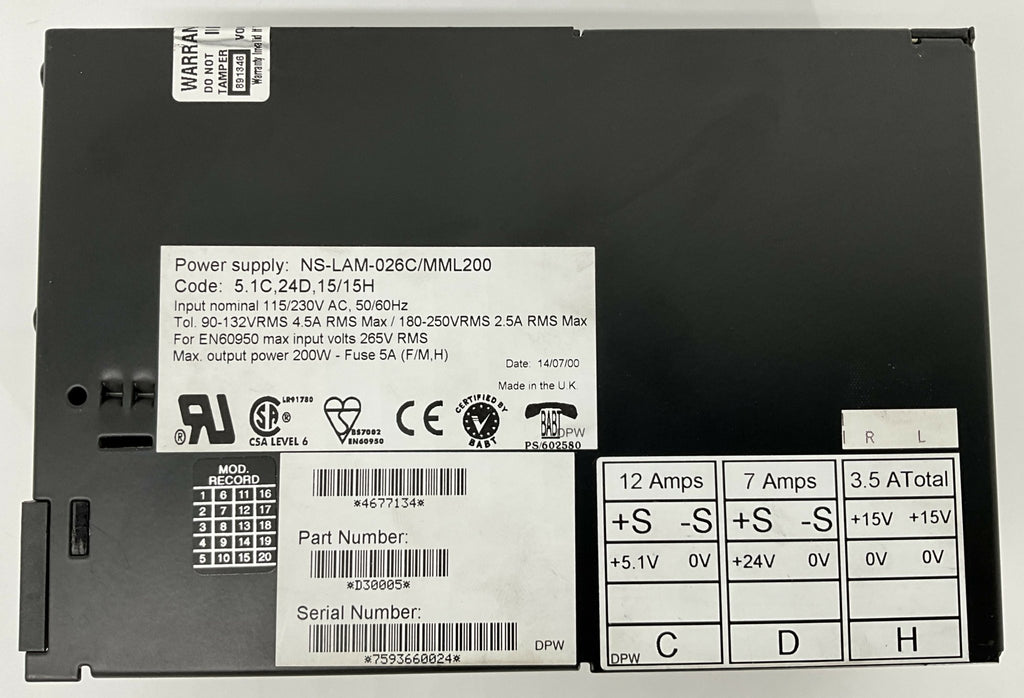 WARRAN
DO NOT
TAMPER
VO
891346
Warranty Invalid
Power supply: NS-LAM-026C/MML200
Code: 5.1C,24D,15/15H
Input nominal 115/230V AC, 50/60Hz
Tol. 90-132VRMS 4.5A RMS Max / 180-250VRMS 2.5A RMS Max
For EN60950 max input volts 265V RMS
Max. output power 200W - Fuse 5A (F/M,H)
Date: 14/07/00
Made in the U.K.
® RU
SA ® LR91780
CSA LEVEL 6
S BS7002
EN60950
CE
CERTIFIED BY
BABT
BABT DPW
PS/602580
R L
MOD.
RECORD
1 6 11 16
2 7 12 17
3 8 13 18
4 9 14 19
5 10 15 20
*4677134*
Part Number:
*D30005*
Serial Number:
*7593660024*
DPW
12 Amps 7 Amps 3.5 A Total
+S -S +S -S +15V +15V
+5.1V 0V +24V 0V 0V 0V
DPW C D H